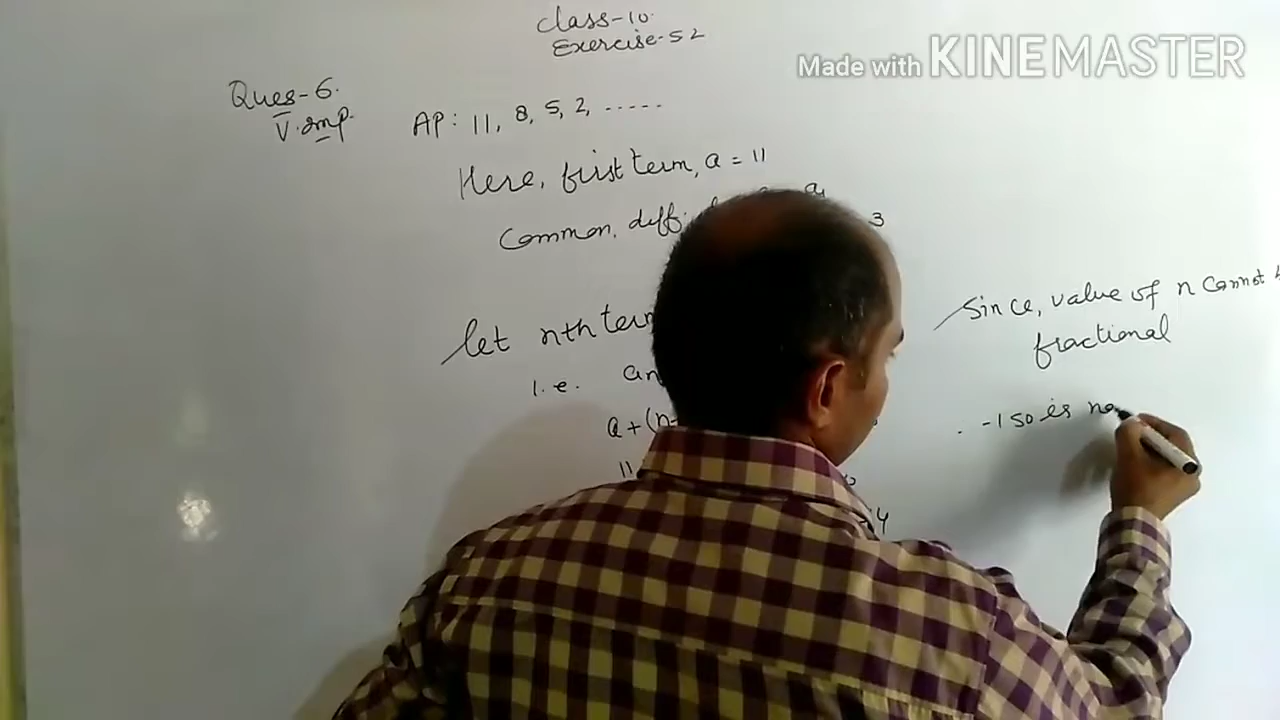 Class-10.
Exercise-5 2
Made with KINEMASTER
Ques-6.
V. Imp.
AP: 11, 8, 5, 2, -----
Here, first term, a = 11
Common, diff.
3
let nth term
i.e. an
a+(n-
11
Since, value of n cannot
fractional
-150 is no